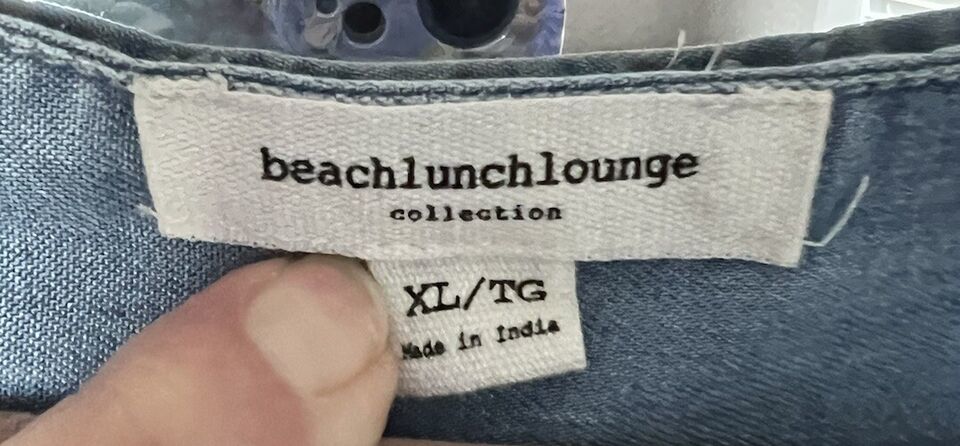 beachlunchlounge
collection
XL/TG
Made in India